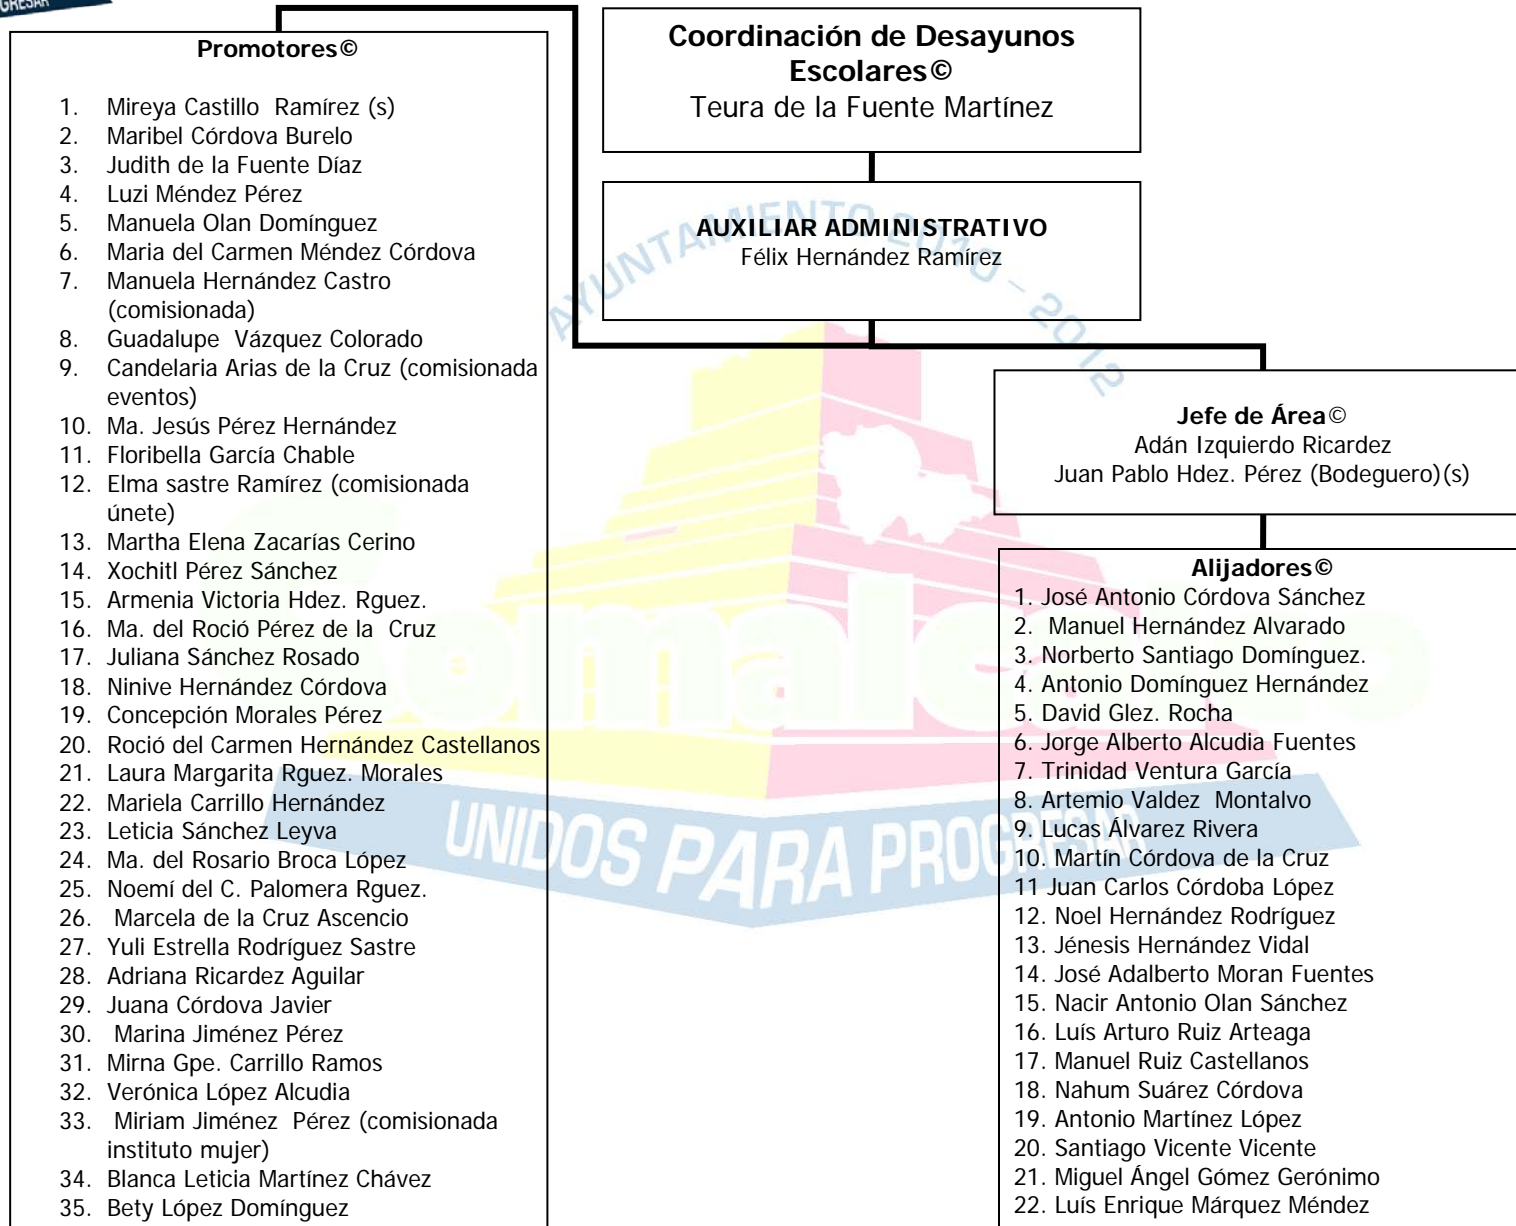 PROGRESAR
Promotores©
1. Mireya Castillo Ramírez (s)
2. Maribel Córdova Burelo
3. Judith de la Fuente Díaz
4. Luzi Méndez Pérez
5. Manuela Olan Domínguez
6. Maria del Carmen Méndez Córdova
7. Manuela Hernández Castro
(comisionada)
8. Guadalupe Vázquez Colorado
9. Candelaria Arias de la Cruz (comisionada
eventos)
10. Ma. Jesús Pérez Hernández
11. Floribella García Chable
12. Elma sastre Ramírez (comisionada
únete)
13. Martha Elena Zacarías Cerino
14. Xochitl Pérez Sánchez
15. Armenia Victoria Hdez. Rguez.
16. Ma. del Roció Pérez de la Cruz
17. Juliana Sánchez Rosado
18. Ninive Hernández Córdova
19. Concepción Morales Pérez
20. Roció del Carmen Hernández Castellanos
21. Laura Margarita Rguez. Morales
22. Mariela Carrillo Hernández
23. Leticia Sánchez Leyva
24. Ma. del Rosario Broca López
25. Noemí del C. Palomera Rguez.
26. Marcela de la Cruz Ascencio
27. Yuli Estrella Rodríguez Sastre
28. Adriana Ricardez Aguilar
29. Juana Córdova Javier
30. Marina Jiménez Pérez
31. Mirna Gpe. Carrillo Ramos
32. Verónica López Alcudia
33. Miriam Jiménez Pérez (comisionada
instituto mujer)
34. Blanca Leticia Martínez Chávez
35. Bety López Domínguez
Coordinación de Desayunos
Escolares©
Teura de la Fuente Martínez
AUXILIAR ADMINISTRATIVO
Félix Hernández Ramírez
Jefe de Área©
Adán Izquierdo Ricardez
Juan Pablo Hdez. Pérez (Bodeguero)(s)
Alijadores©
1. José Antonio Córdova Sánchez
2. Manuel Hernández Alvarado
3. Norberto Santiago Domínguez.
4. Antonio Domínguez Hernández
5. David Glez. Rocha
6. Jorge Alberto Alcudia Fuentes
7. Trinidad Ventura García
8. Artemio Valdez Montalvo
9. Lucas Álvarez Rivera
10. Martín Córdova de la Cruz
11 Juan Carlos Córdoba López
12. Noel Hernández Rodríguez
13. Jénesis Hernández Vidal
14. José Adalberto Moran Fuentes
15. Nacir Antonio Olan Sánchez
16. Luís Arturo Ruiz Arteaga
17. Manuel Ruiz Castellanos
18. Nahum Suárez Córdova
19. Antonio Martínez López
20. Santiago Vicente Vicente
21. Miguel Ángel Gómez Gerónimo
22. Luís Enrique Márquez Méndez
AYUNTAMIENTO 2010 - 2012
Comalcalco
UNIDOS PARA PROGRESAR